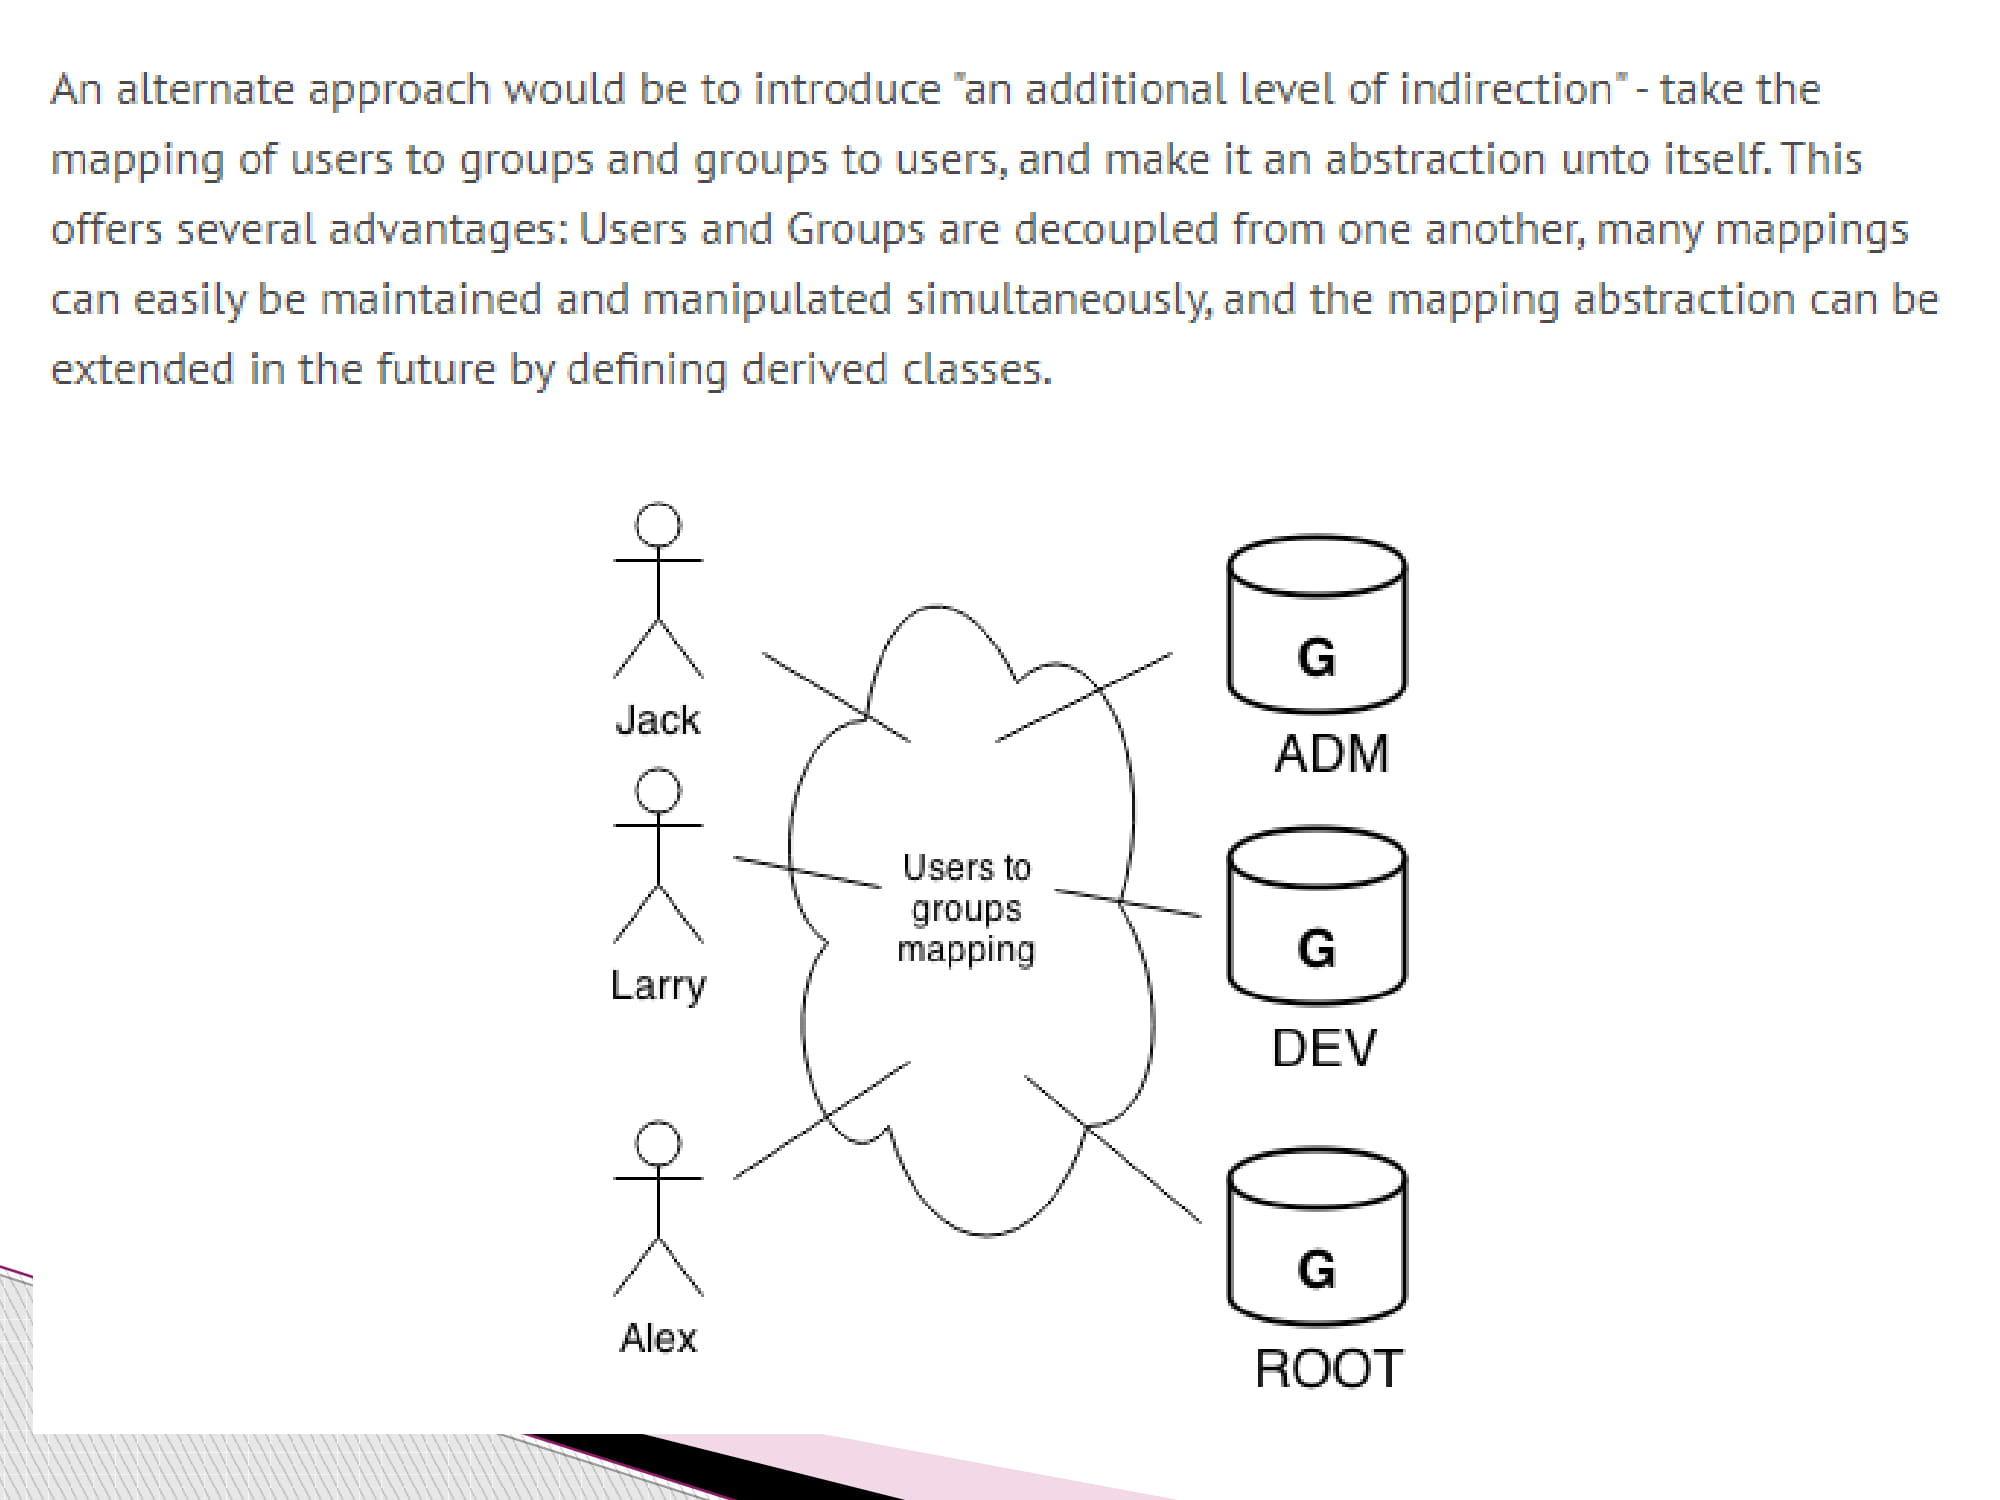 An alternate approach would be to introduce "an additional level of indirection" - take the
mapping of users to groups and groups to users, and make it an abstraction unto itself. This
offers several advantages: Users and Groups are decoupled from one another, many mappings
can easily be maintained and manipulated simultaneously, and the mapping abstraction can be
extended in the future by defining derived classes.
G
Jack
ADM
Users to
groups
mapping
G
Larry
DEV
G
Alex
ROOT